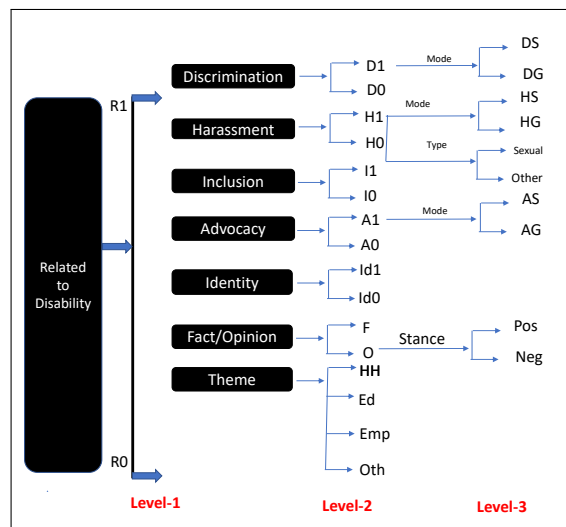 Related
to
Disability
R1
R0
Discrimination
D1
D0
Mode
DS
DG
Harassment
H1
H0
Mode
HS
HG
Type
Sexual
Other
Inclusion
I1
I0
Advocacy
A1
A0
Mode
AS
AG
Identity
Id1
Id0
Fact/Opinion
F
O
Stance
Pos
Neg
Theme
HH
Ed
Emp
Oth
Level-1
Level-2
Level-3